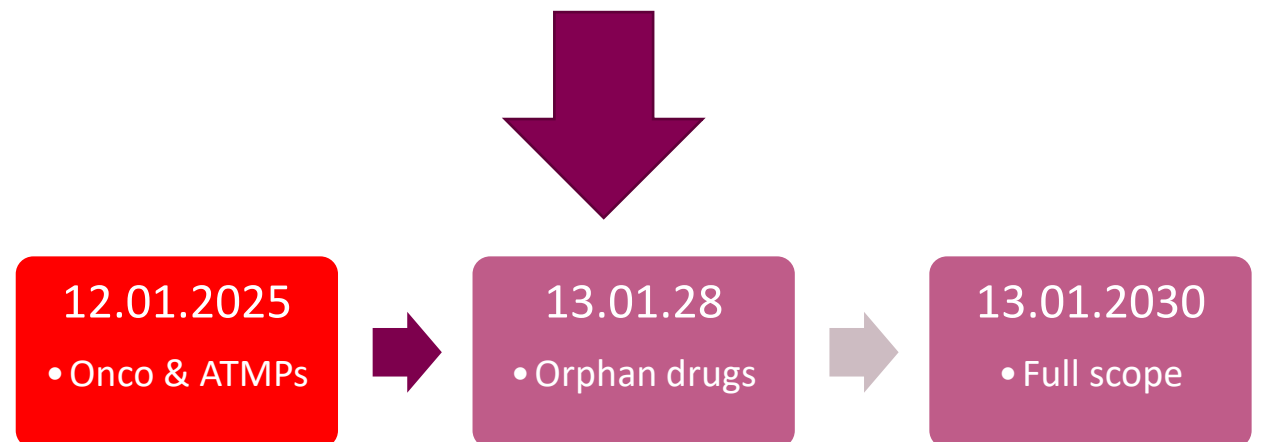 12.01.2025
• Onco & ATMPs
13.01.28
• Orphan drugs
13.01.2030
• Full scope